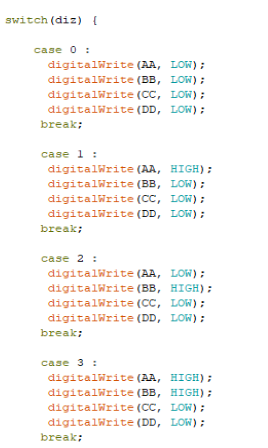 switch(diz) {
case 0 :
digitalWrite(AA, LOW);
digitalWrite(BB, LOW);
digitalWrite(CC, LOW);
digitalWrite(DD, LOW);
break;
case 1 :
digitalWrite(AA, HIGH);
digitalWrite(BB, LOW);
digitalWrite(CC, LOW);
digitalWrite(DD, LOW);
break;
case 2 :
digitalWrite(AA, LOW);
digitalWrite(BB, HIGH);
digitalWrite(CC, LOW);
digitalWrite(DD, LOW);
break;
case 3 :
digitalWrite(AA, HIGH);
digitalWrite(BB, HIGH);
digitalWrite(CC, LOW);
digitalWrite(DD, LOW);
break;